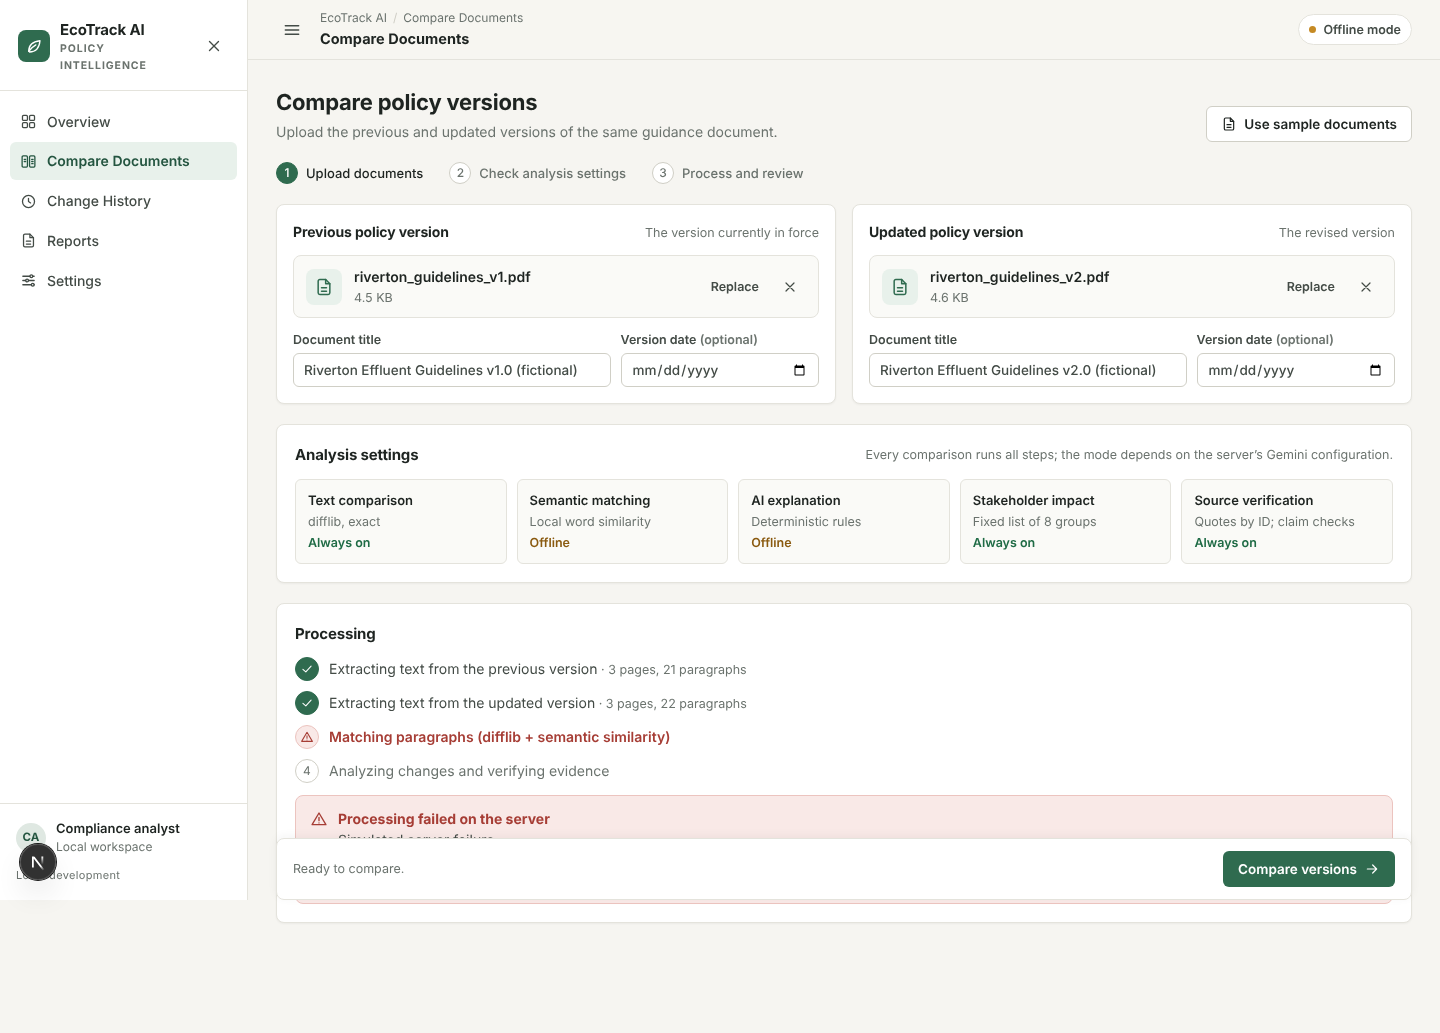 EcoTrack AI
POLICY
INTELLIGENCE
Overview
Compare Documents
Change History
Reports
Settings
CA
Compliance analyst
Local workspace
N
development
EcoTrack AI / Compare Documents
Compare Documents
Offline mode
Compare policy versions
Upload the previous and updated versions of the same guidance document.
Use sample documents
1 Upload documents
2 Check analysis settings
3 Process and review
Previous policy version
The version currently in force
riverton_guidelines_v1.pdf
4.5 KB
Replace
Document title
Version date (optional)
Riverton Effluent Guidelines v1.0 (fictional)
mm/dd/yyyy
Updated policy version
The revised version
riverton_guidelines_v2.pdf
4.6 KB
Replace
Document title
Version date (optional)
Riverton Effluent Guidelines v2.0 (fictional)
mm/dd/yyyy
Analysis settings
Every comparison runs all steps; the mode depends on the server’s Gemini configuration.
Text comparison
difflib, exact
Always on
Semantic matching
Local word similarity
Offline
AI explanation
Deterministic rules
Offline
Stakeholder impact
Fixed list of 8 groups
Always on
Source verification
Quotes by ID; claim checks
Always on
Processing
Extracting text from the previous version · 3 pages, 21 paragraphs
Extracting text from the updated version · 3 pages, 22 paragraphs
Matching paragraphs (difflib + semantic similarity)
4 Analyzing changes and verifying evidence
Processing failed on the server
Simulated server failure
Ready to compare.
Compare versions